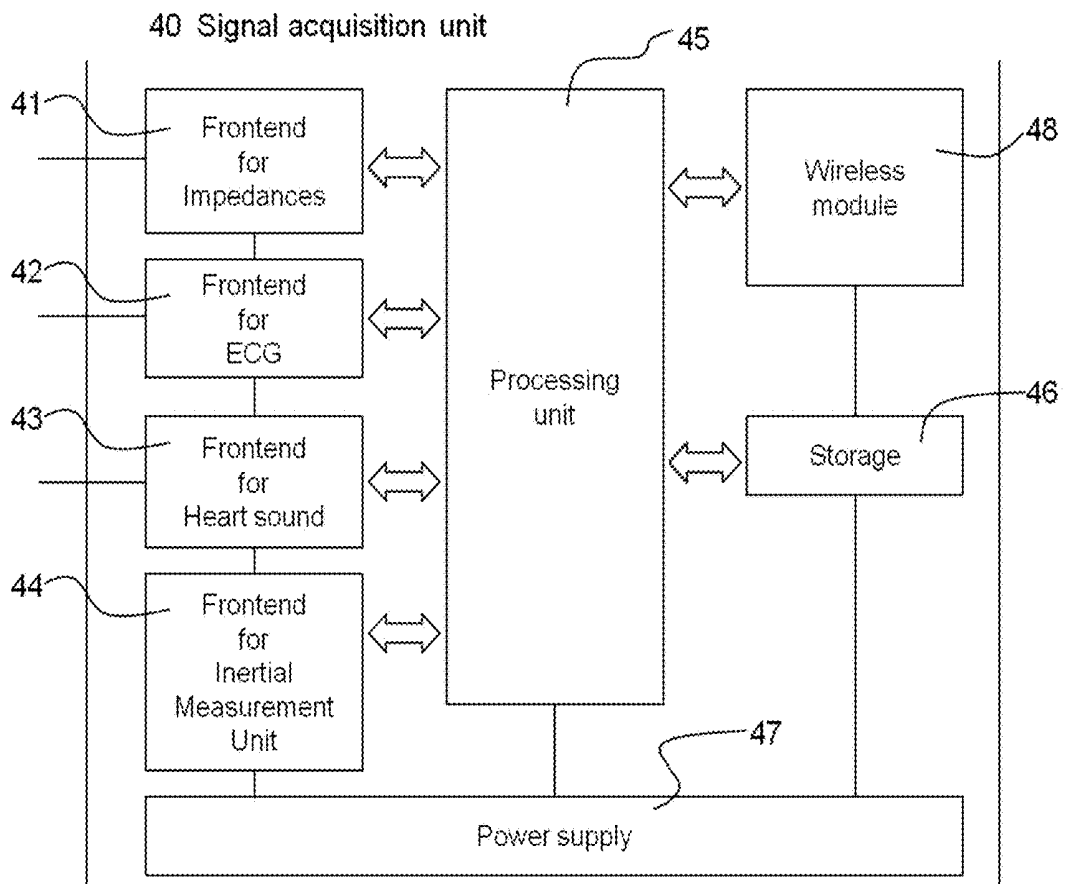 40 Signal acquisition unit
45
41
Frontend
for
Impedances
48
Wireless
module
42
Frontend
for
ECG
Processing
unit
43
Frontend
for
Heart sound
46
Storage
44
Frontend
for
Inertial
Measurement
Unit
47
Power supply